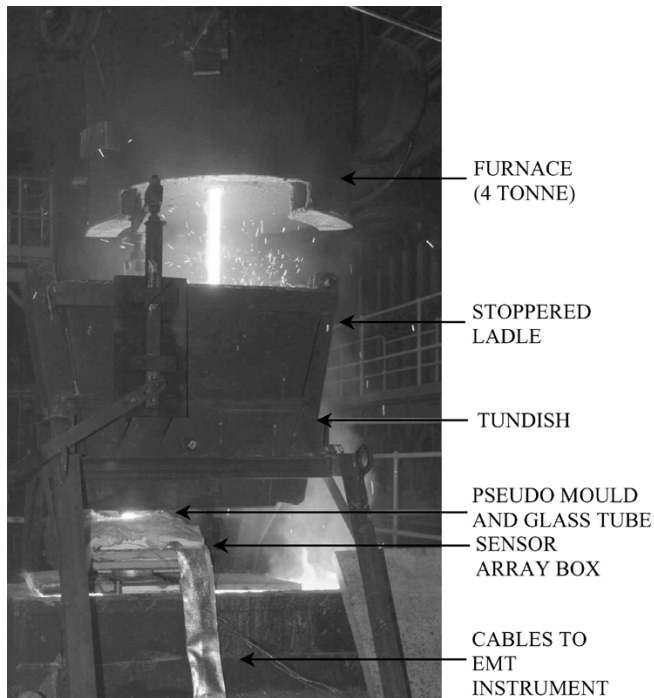 FURNACE
(4 TONNE)
STOPPERED
LADLE
TUNDISH
PSEUDO MOULD
AND GLASS TUBE
SENSOR
ARRAY BOX
CABLES TO
EMT
INSTRUMENT